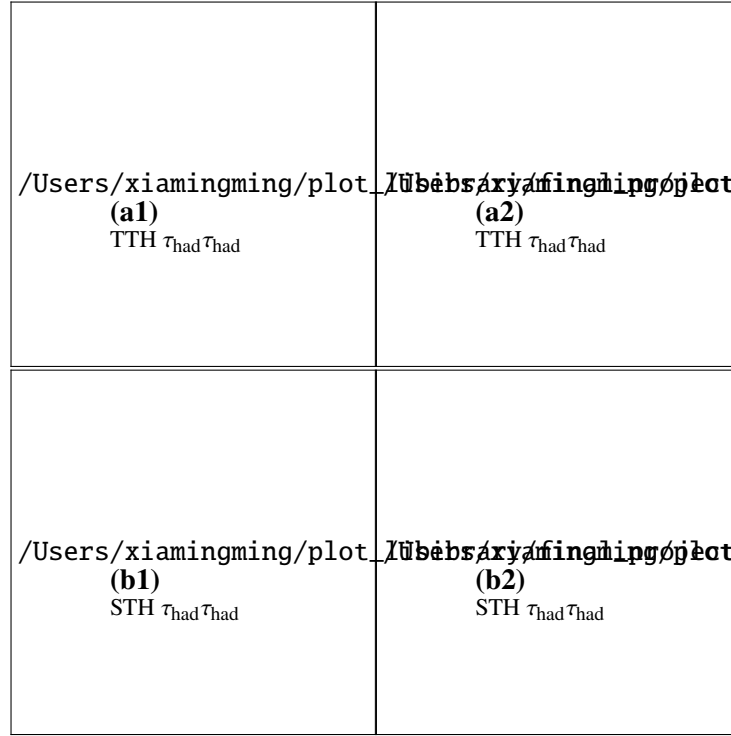 /Users/xiamingming/plot_
(a1)
TTH τhadτhad
(a2)
TTH τhadτhad
/Users/xiamingming/plot_
(b1)
STH τhadτhad
(b2)
STH τhadτhad